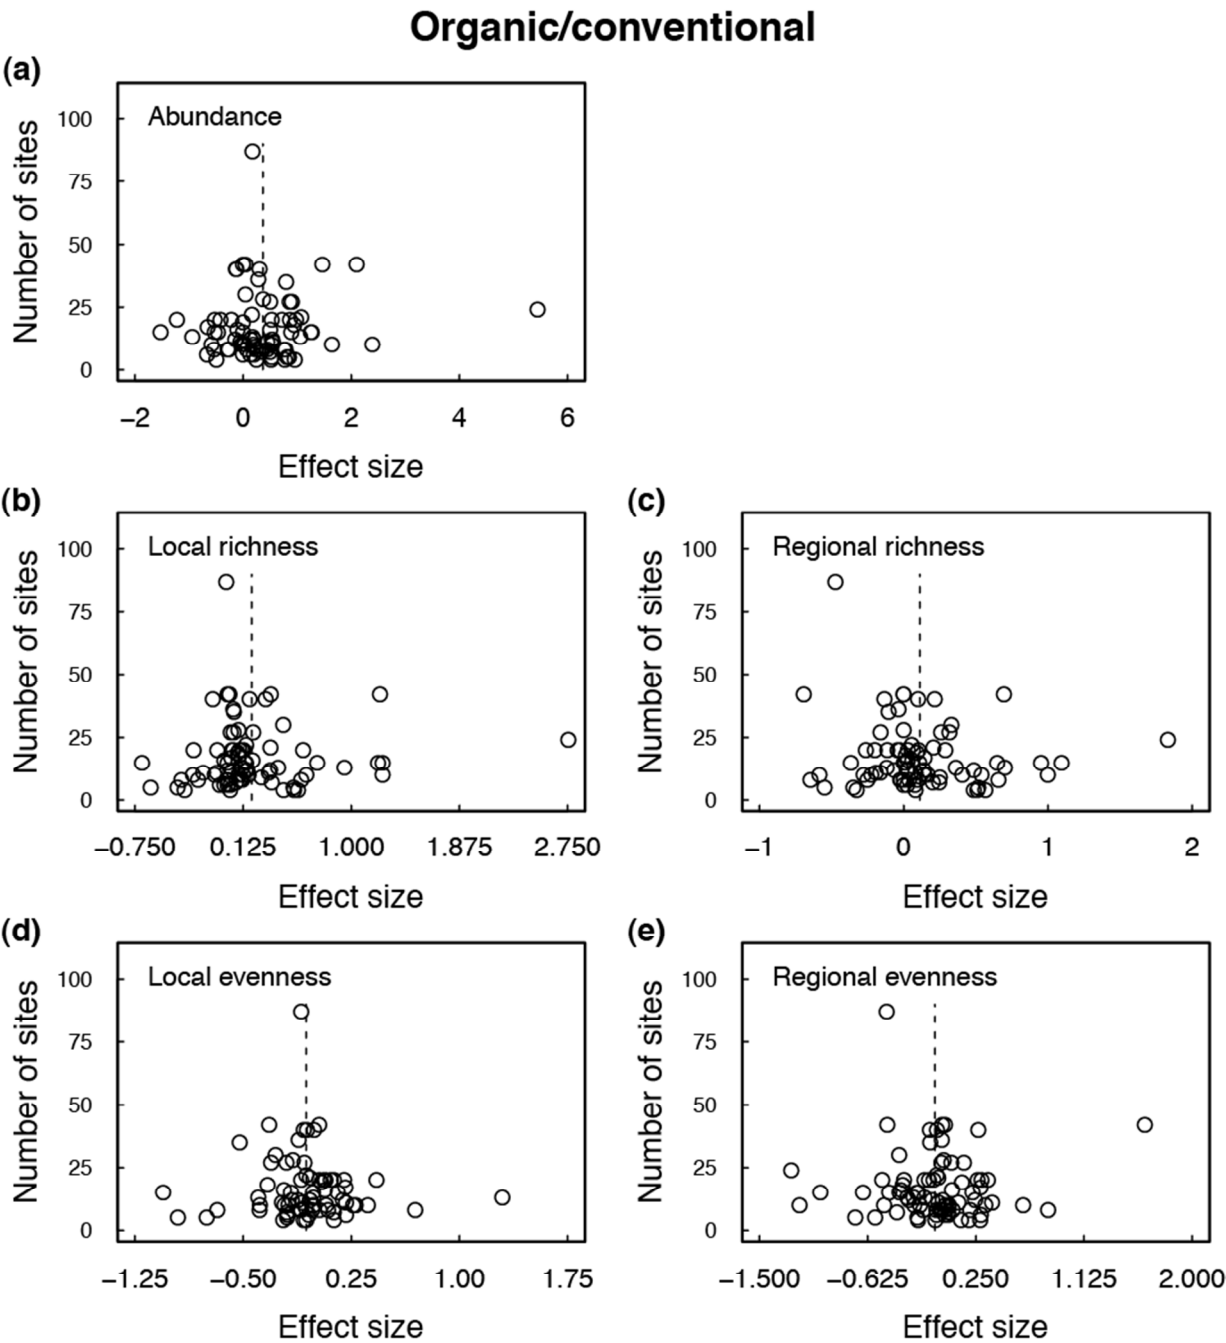 Organic/conventional
(a)
Abundance
Number of sites
100
75
50
25
0
−2 0 2 4 6
Effect size
(b)
Local richness
Number of sites
100
75
50
25
0
−0.750 0.125 1.000 1.875 2.750
Effect size
(c)
Regional richness
Number of sites
100
75
50
25
0
−1 0 1 2
Effect size
(d)
Local evenness
Number of sites
100
75
50
25
0
−1.25 −0.50 0.25 1.00 1.75
Effect size
(e)
Regional evenness
Number of sites
100
75
50
25
0
−1.500 −0.625 0.250 1.125 2.000
Effect size